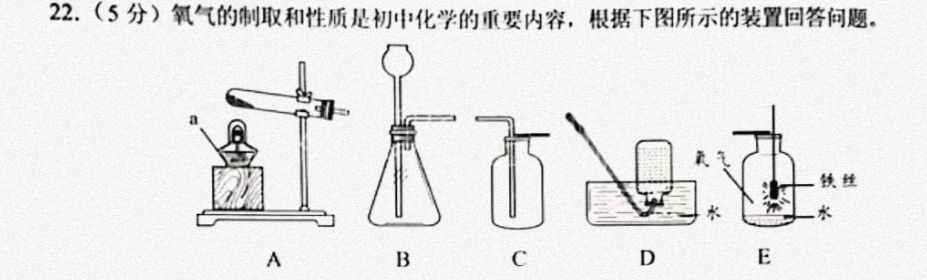 22.（5 分）氧气的制取和性质是初中化学的重要内容，根据下图所示的装置回答问题。
a
氧气
铁丝
水
水
A B C D E